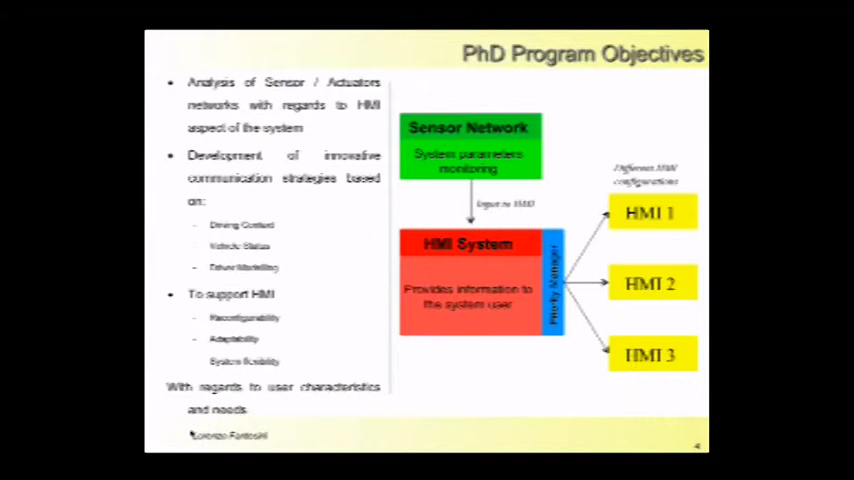 PhD Program Objectives
• Analysis of Sensor / Actuators
networks with regards to HMI
aspect of the system
• Development of innovative
communication strategies based
on:
- Driving Context
- Vehicle Status
- Driver Modelling
• To support HMI
- Reconfigurability
- Adaptability
- System flexibility
With regards to user characteristics
and needs
Sensor Network
System parameters
monitoring
Input to HMI
HMI System
Provides information to
the system user
Priority Manager
Different HMI
configurations
HMI 1
HMI 2
HMI 3
Lorenzo Fantesini
4